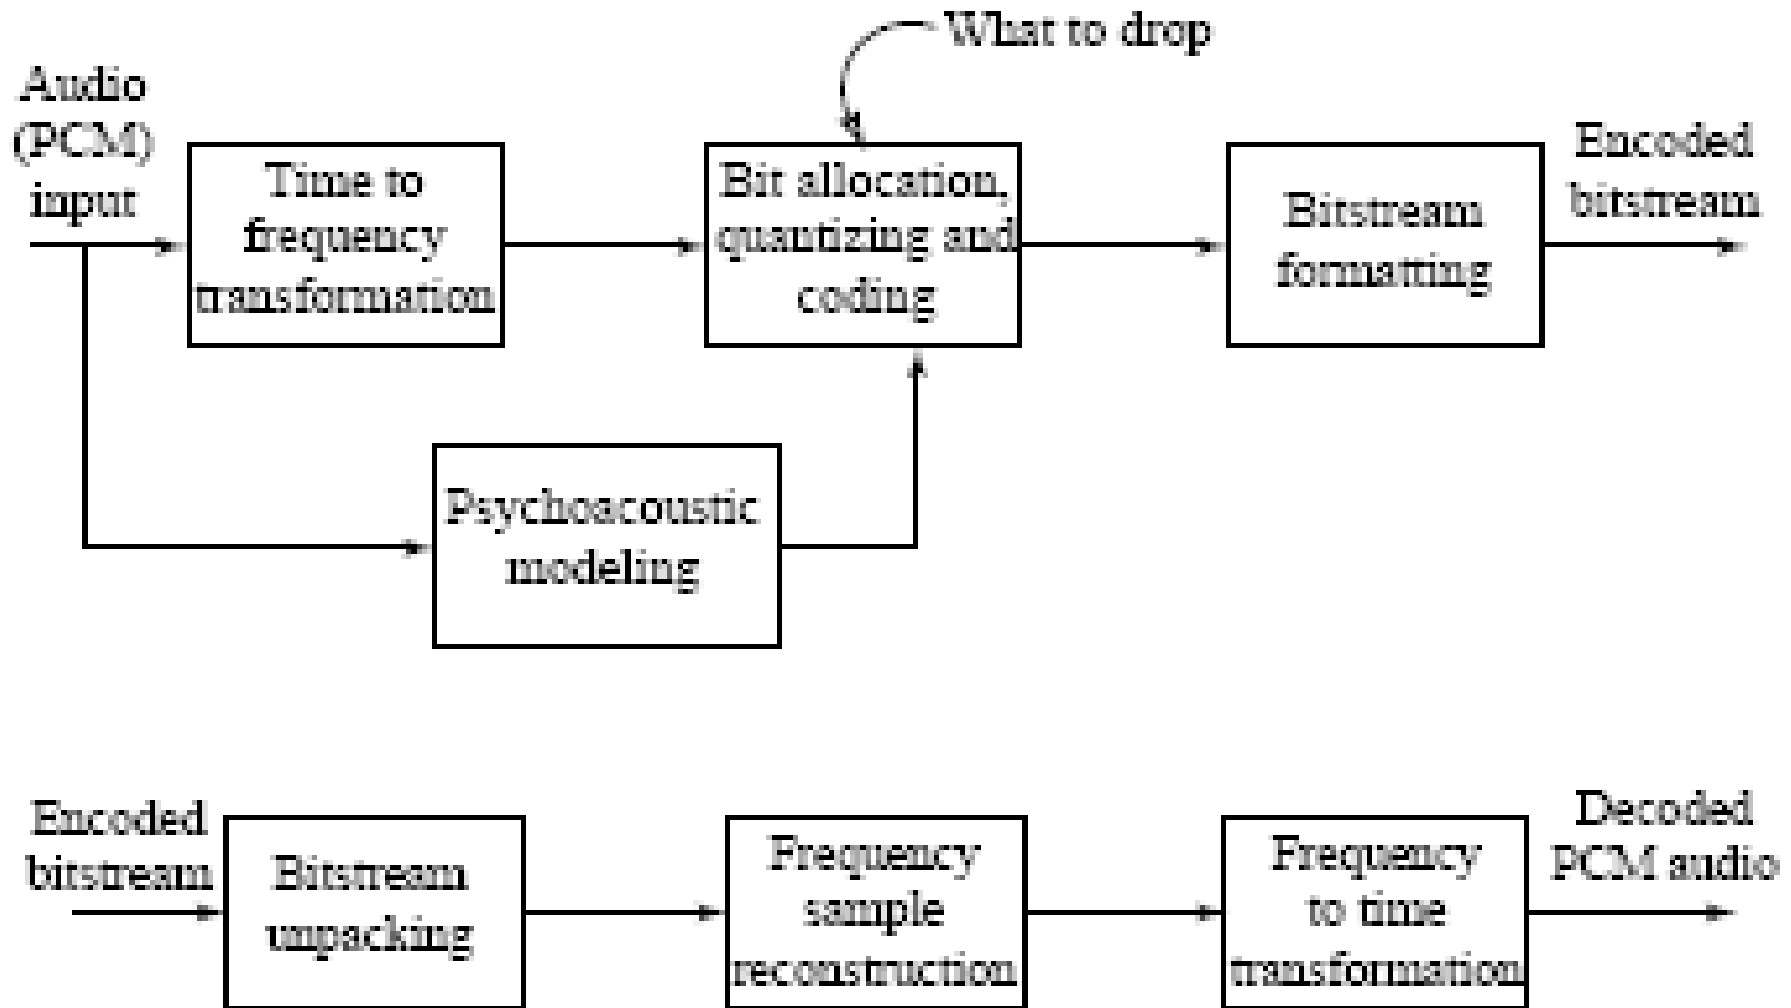 What to drop
Audio
(PCM)
input
Time to
frequency
transformation
Bit allocation,
quantizing and
coding
Bitstream
formatting
Encoded
bitstream
Psychoacoustic
modeling
Encoded
bitstream
Bitstream
unpacking
Frequency
sample
reconstruction
Frequency
to time
transformation
Decoded
PCM audio